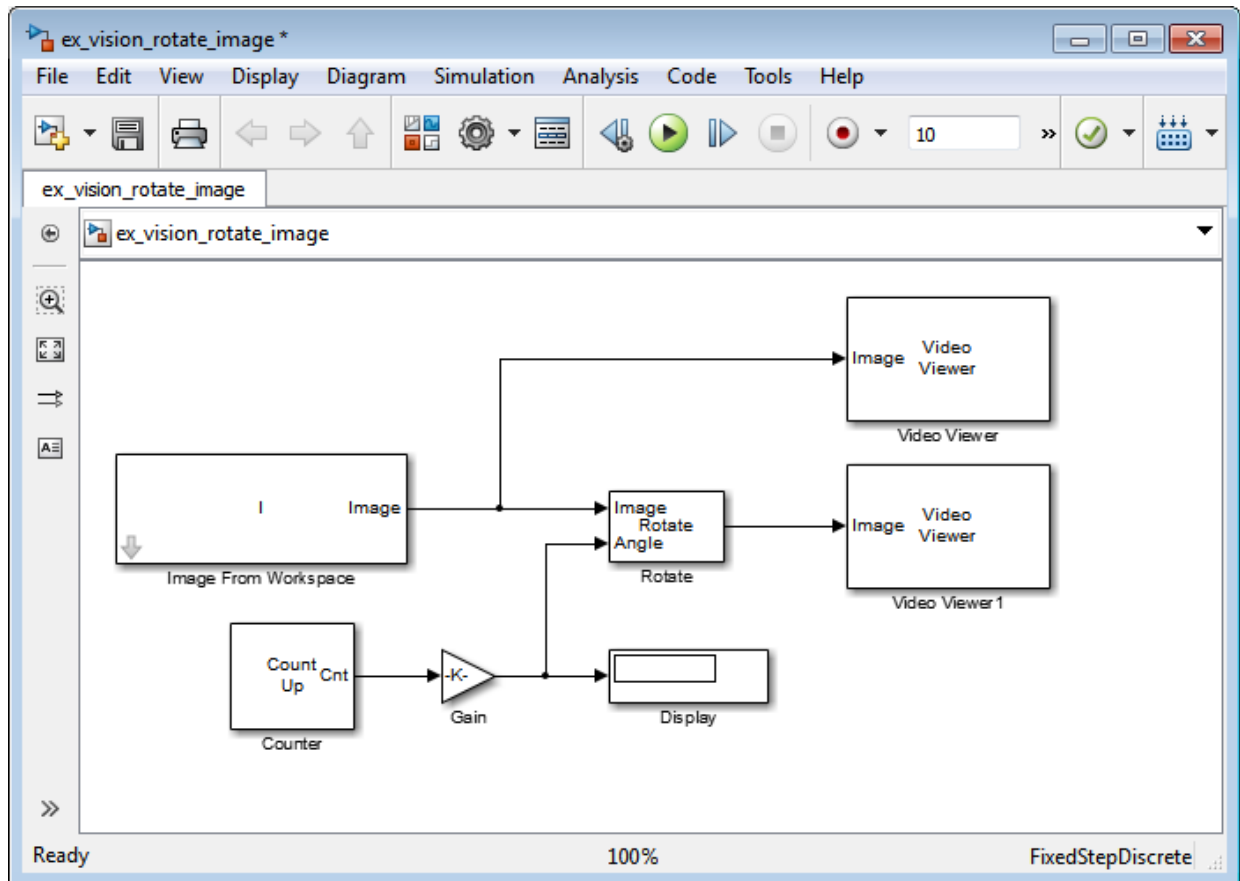 ex_vision_rotate_image *
File Edit View Display Diagram Simulation Analysis Code Tools Help
10
»
ex_vision_rotate_image
ex_vision_rotate_image
Image
Video
Viewer
Video Viewer
I
Image
Image From Workspace
Image
Rotate
Angle
Rotate
Image
Video
Viewer
Video Viewer1
Count
Up
Cnt
Counter
-K-
Gain
Display
»
Ready 100% FixedStepDiscrete